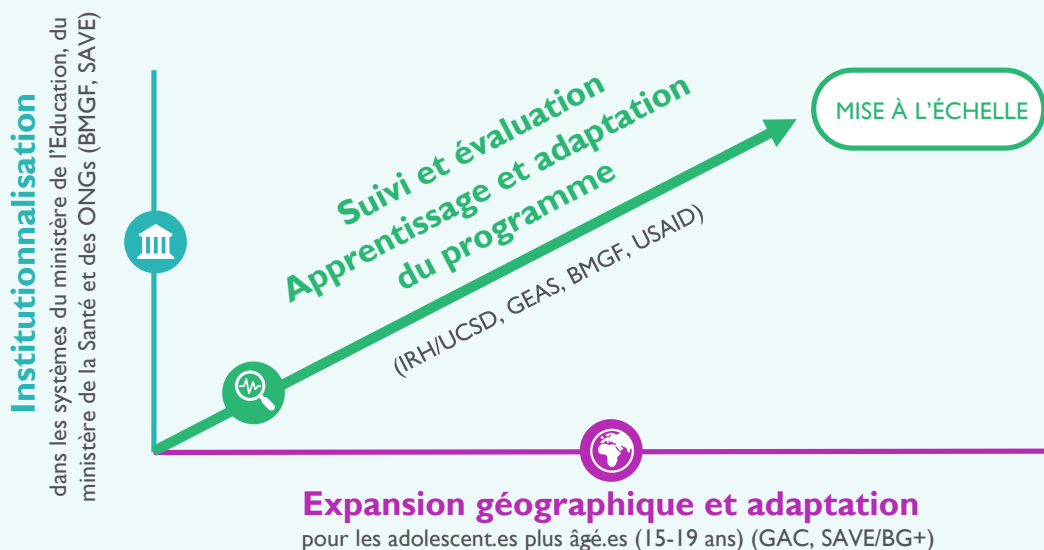 Institutionnalisation
dans les systèmes du ministère de l'Education, du
ministère de la Santé et des ONGs (BMGF, SAVE)
Suivi et évaluation
Apprentissage et adaptation
du programme
(IRH/UCSD, GEAS, BMGF, USAID)
MISE À L'ÉCHELLE
Expansion géographique et adaptation
pour les adolescent.es plus âgé.es (15-19 ans) (GAC, SAVE/BG+)